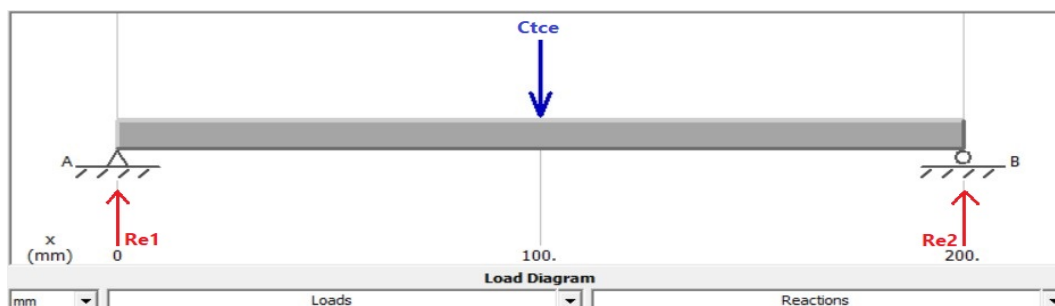 Ctce
A
B
Re1
Re2
x
(mm)
0
100.
200.
Load Diagram
mm
Loads
Reactions